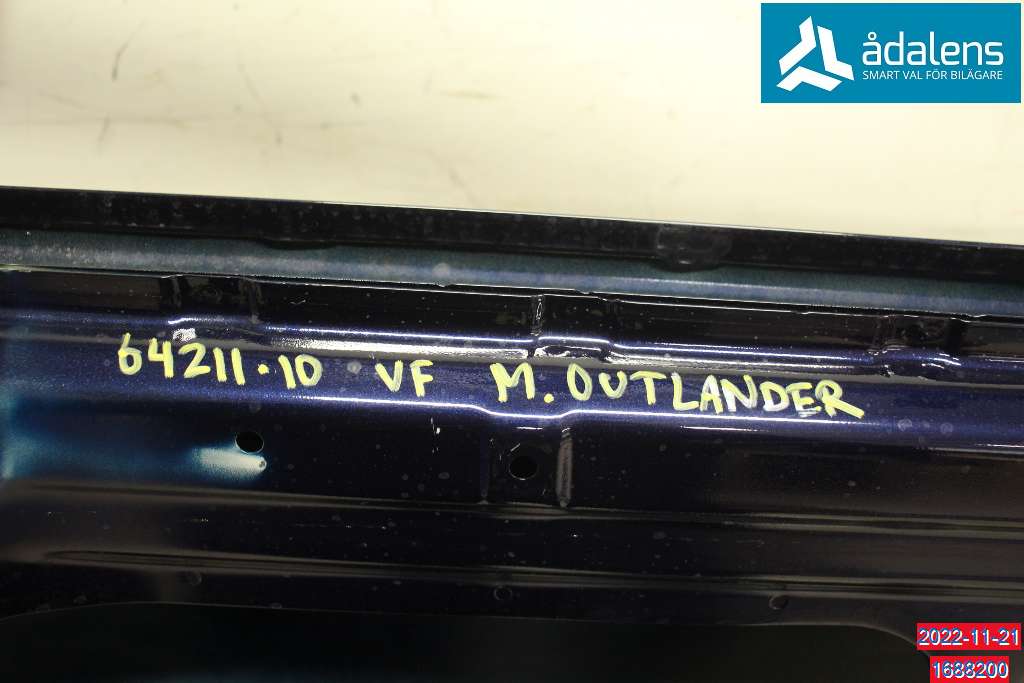 ådalens
SMART VAL FÖR BILÄGARE
64211.10 VF M. OUTLANDER
2022-11-21
1688200